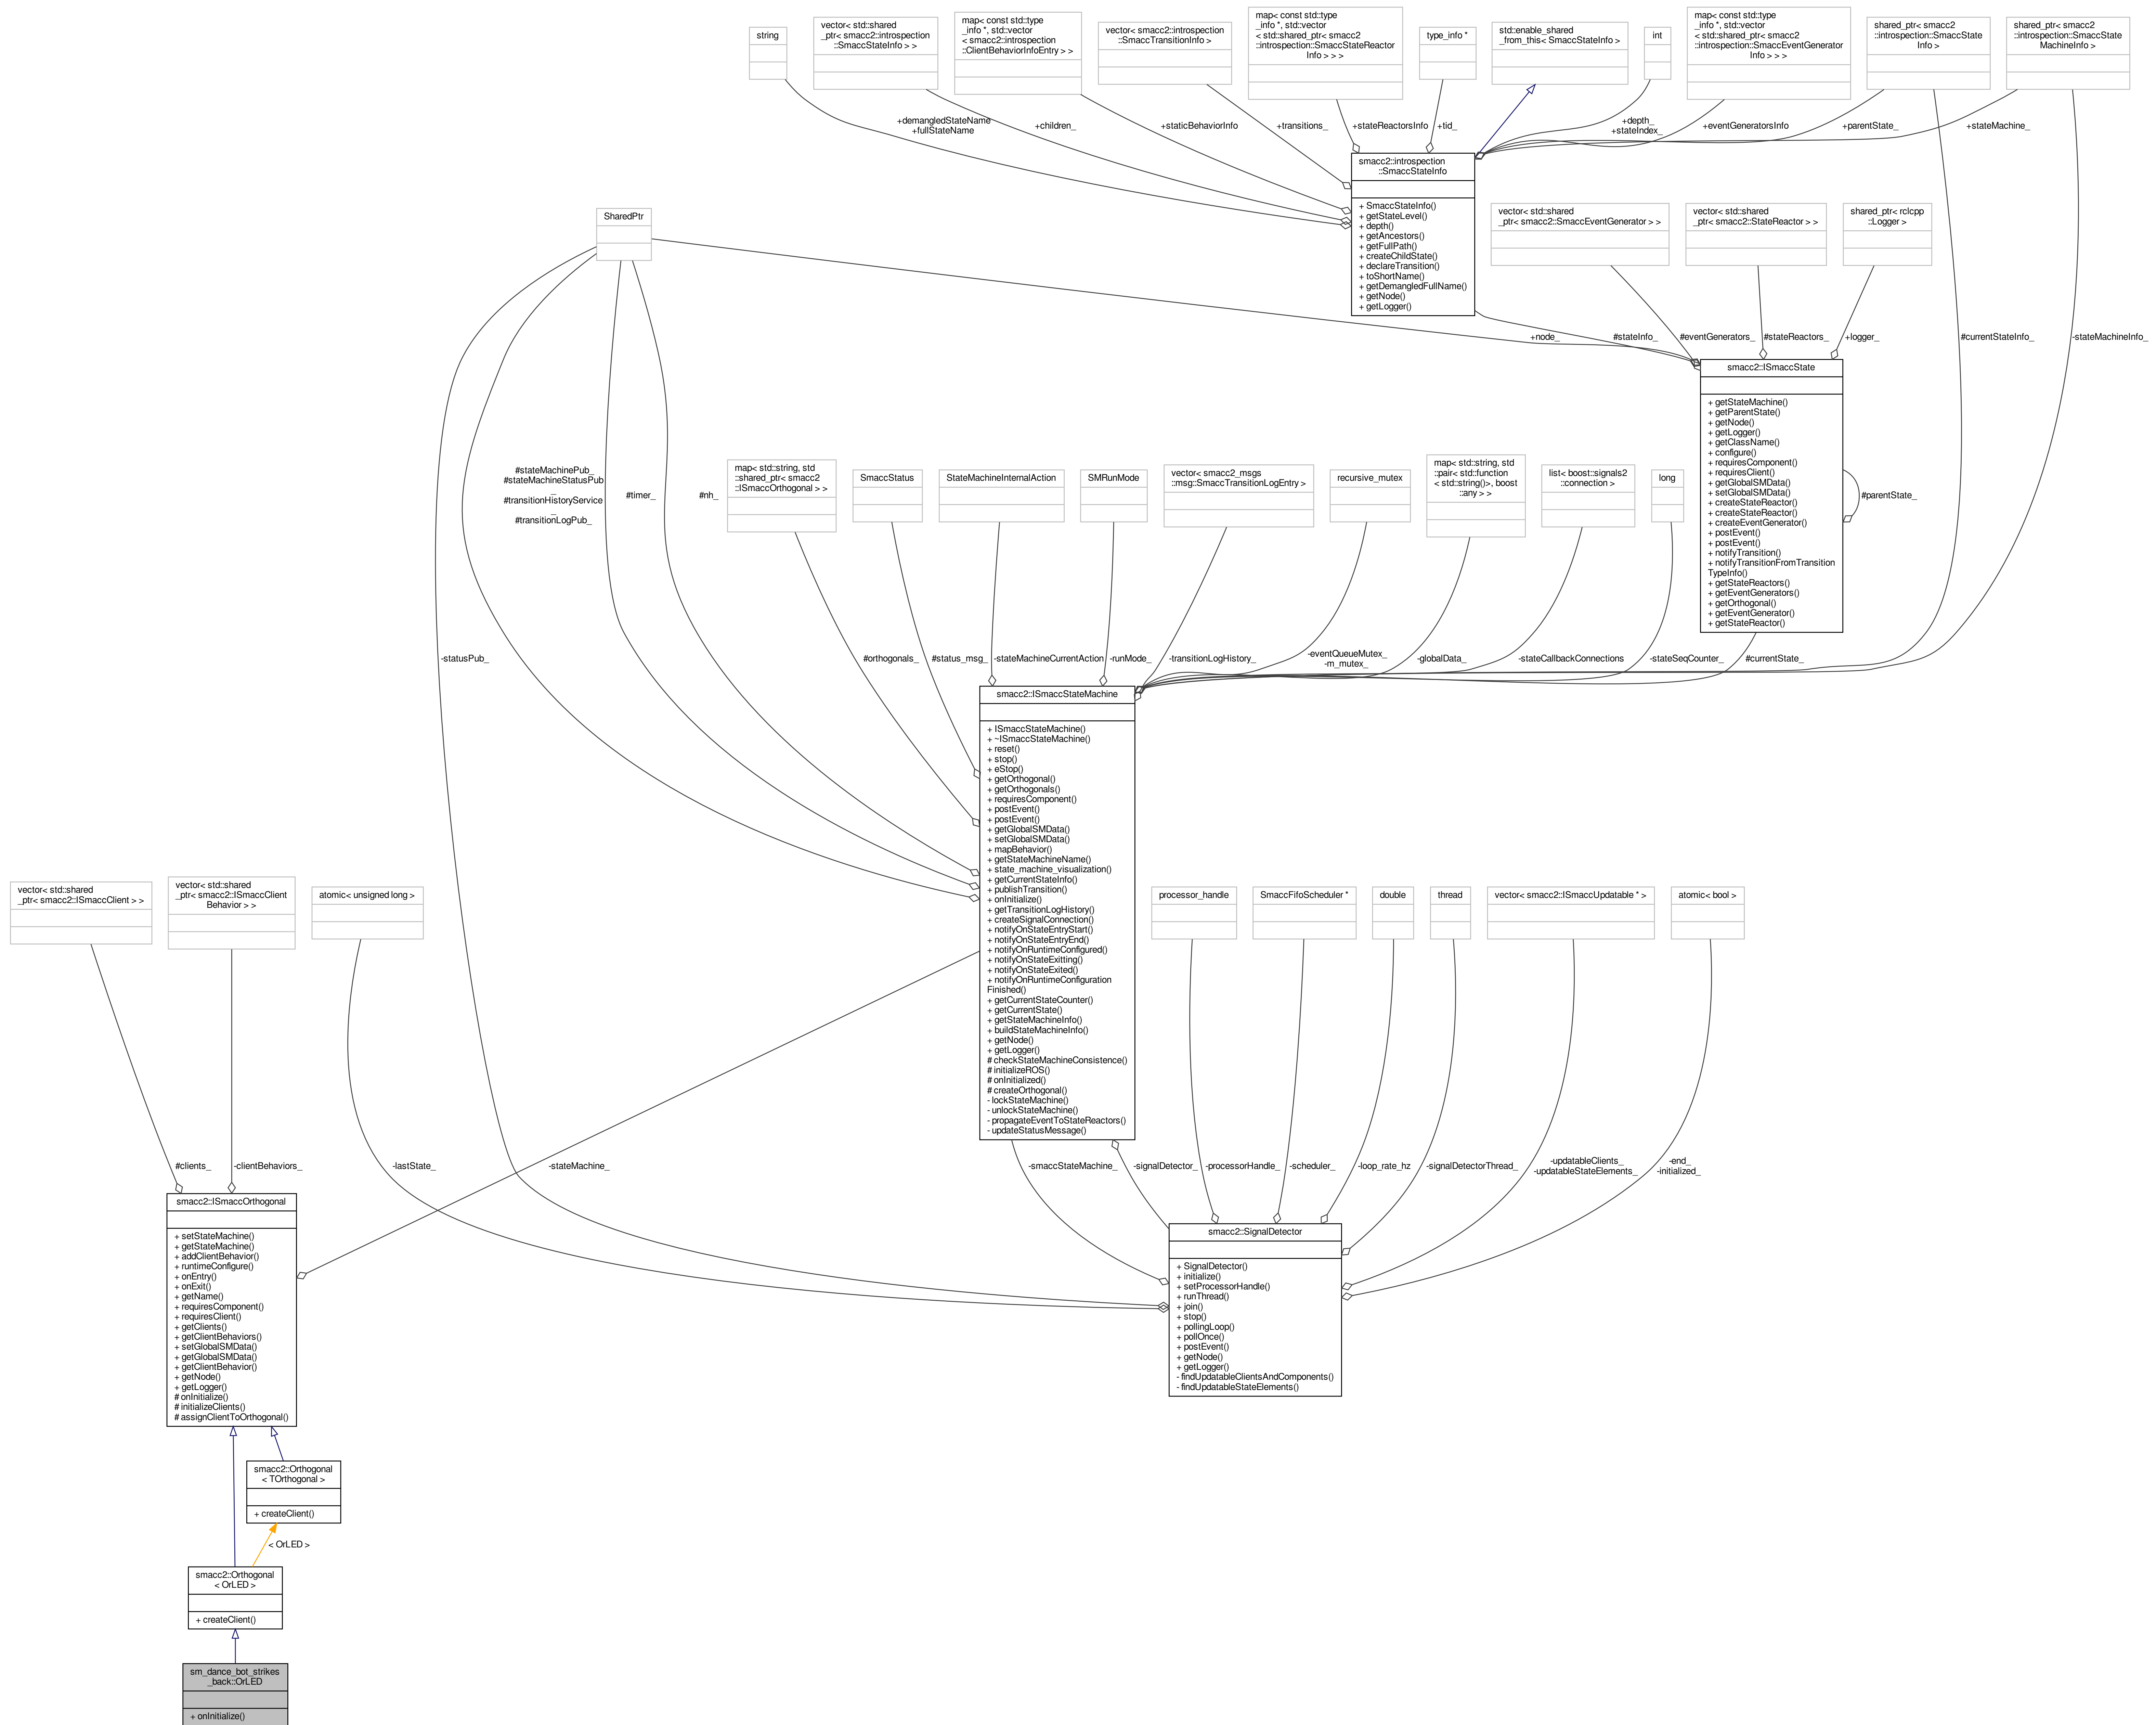 string
vector< std::shared
_ptr< smacc2::introspection
::SmaccStateInfo > >
map< const std::type
_info *, std::vector
< smacc2::introspection
::ClientBehaviorInfoEntry > >
vector< smacc2::introspection
::SmaccTransitionInfo >
map< const std::type
_info *, std::vector
< std::shared_ptr< smacc2
::introspection::SmaccStateReactor
Info > > >
type_info *
std::enable_shared
_from_this< SmaccStateInfo >
int
map< const std::type
_info *, std::vector
< std::shared_ptr< smacc2
::introspection::SmaccEventGenerator
Info > > >
shared_ptr< smacc2
::introspection::SmaccState
Info >
shared_ptr< smacc2
::introspection::SmaccState
MachineInfo >
+demangledStateName
+fullStateName
+children_
+staticBehaviorInfo
+transitions_
+stateReactorsInfo
+tid_
+depth_
+stateIndex_
+eventGeneratorsInfo
+parentState_
+stateMachine_
smacc2::introspection
::SmaccStateInfo
+ SmaccStateInfo()
+ getStateLevel()
+ depth()
+ getAncestors()
+ getFullPath()
+ createChildState()
+ declareTransition()
+ toShortName()
+ getDemangledFullName()
+ getNode()
+ getLogger()
SharedPtr
vector< std::shared
_ptr< smacc2::SmaccEventGenerator > >
vector< std::shared
_ptr< smacc2::StateReactor > >
shared_ptr< rclcpp
::Logger >
+node_
#stateInfo_
#eventGenerators_
#stateReactors_
+logger_
#currentStateInfo_
-stateMachineInfo_
smacc2::ISmaccState
+ getStateMachine()
+ getParentState()
+ getNode()
+ getLogger()
+ getClassName()
+ configure()
+ requiresComponent()
+ requiresClient()
+ getGlobalSMData()
+ setGlobalSMData()
+ createStateReactor()
+ createStateReactor()
+ createEventGenerator()
+ postEvent()
+ postEvent()
+ notifyTransition()
+ notifyTransitionFromTransition
TypeInfo()
+ getStateReactors()
+ getEventGenerators()
+ getOrthogonal()
+ getEventGenerator()
+ getStateReactor()
#parentState_
#stateMachinePub_
#stateMachineStatusPub
_
#transitionHistoryService
_
#transitionLogPub_
#timer_
#nh_
map< std::string, std
::shared_ptr< smacc2
::ISmaccOrthogonal > >
SmaccStatus
StateMachineInternalAction
SMRunMode
vector< smacc2_msgs
::msg::SmaccTransitionLogEntry >
recursive_mutex
map< std::string, std
::pair< std::function
< std::string()>, boost
::any > >
list< boost::signals2
::connection >
long
-statusPub_
#orthogonals_
#status_msg_
-stateMachineCurrentAction
-runMode_
-transitionLogHistory_
-eventQueueMutex_
-m_mutex_
-globalData_
-stateCallbackConnections
-stateSeqCounter_
#currentState_
smacc2::ISmaccStateMachine
+ ISmaccStateMachine()
+ ~ISmaccStateMachine()
+ reset()
+ stop()
+ eStop()
+ getOrthogonal()
+ getOrthogonals()
+ requiresComponent()
+ postEvent()
+ postEvent()
+ getGlobalSMData()
+ setGlobalSMData()
+ mapBehavior()
+ getStateMachineName()
+ state_machine_visualization()
+ getCurrentStateInfo()
+ publishTransition()
+ onInitialize()
+ getTransitionLogHistory()
+ createSignalConnection()
+ notifyOnStateEntryStart()
+ notifyOnStateEntryEnd()
+ notifyOnRuntimeConfigured()
+ notifyOnStateExitting()
+ notifyOnStateExited()
+ notifyOnRuntimeConfiguration
Finished()
+ getCurrentStateCounter()
+ getCurrentState()
+ getStateMachineInfo()
+ buildStateMachineInfo()
+ getNode()
+ getLogger()
# checkStateMachineConsistence()
# initializeROS()
# onInitialized()
# createOrthogonal()
- lockStateMachine()
- unlockStateMachine()
- propagateEventToStateReactors()
- updateStatusMessage()
vector< std::shared
_ptr< smacc2::ISmaccClient > >
vector< std::shared
_ptr< smacc2::ISmaccClient
Behavior > >
atomic< unsigned long >
processor_handle
SmaccFifoScheduler *
double
thread
vector< smacc2::ISmaccUpdatable * >
atomic< bool >
#clients_
-clientBehaviors_
-lastState_
-stateMachine_
-smaccStateMachine_
-signalDetector_
-processorHandle_
-scheduler_
-loop_rate_hz
-signalDetectorThread_
-updatableClients_
-updatableStateElements_
-end_
-initialized_
smacc2::ISmaccOrthogonal
+ setStateMachine()
+ getStateMachine()
+ addClientBehavior()
+ runtimeConfigure()
+ onEntry()
+ onExit()
+ getName()
+ requiresComponent()
+ requiresClient()
+ getClients()
+ getClientBehaviors()
+ setGlobalSMData()
+ getGlobalSMData()
+ getClientBehavior()
+ getNode()
+ getLogger()
# onInitialize()
# initializeClients()
# assignClientToOrthogonal()
smacc2::SignalDetector
+ SignalDetector()
+ initialize()
+ setProcessorHandle()
+ runThread()
+ join()
+ stop()
+ pollingLoop()
+ pollOnce()
+ postEvent()
+ getNode()
+ getLogger()
- findUpdatableClientsAndComponents()
- findUpdatableStateElements()
smacc2::Orthogonal
< TOrthogonal >
+ createClient()
< OrLED >
smacc2::Orthogonal
< OrLED >
+ createClient()
sm_dance_bot_strikes
_back::OrLED
+ onInitialize()